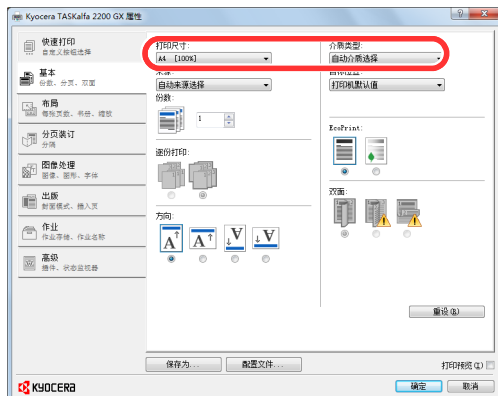 Kyocera TASKalfa 2200 GX 属性
快速打印
自定义按钮选择
基本
份数、分页、双面
布局
每张页数、书册、缩放
分页装订
分隔
图像处理
图像、图形、字体
出版
封面模式、插入页
作业
作业存储、作业名称
高级
插件、状态监视器
打印尺寸:
A4 [100%]
来源:
自动来源选择
份数:
1
逐份打印:
方向:
A A A A
介质类型:
自动介质选择
目标位置:
打印机默认值
EcoPrint:
双面:
重设(R)
保存为...
配置文件...
打印预览(I)
KYOCERA
确定
取消